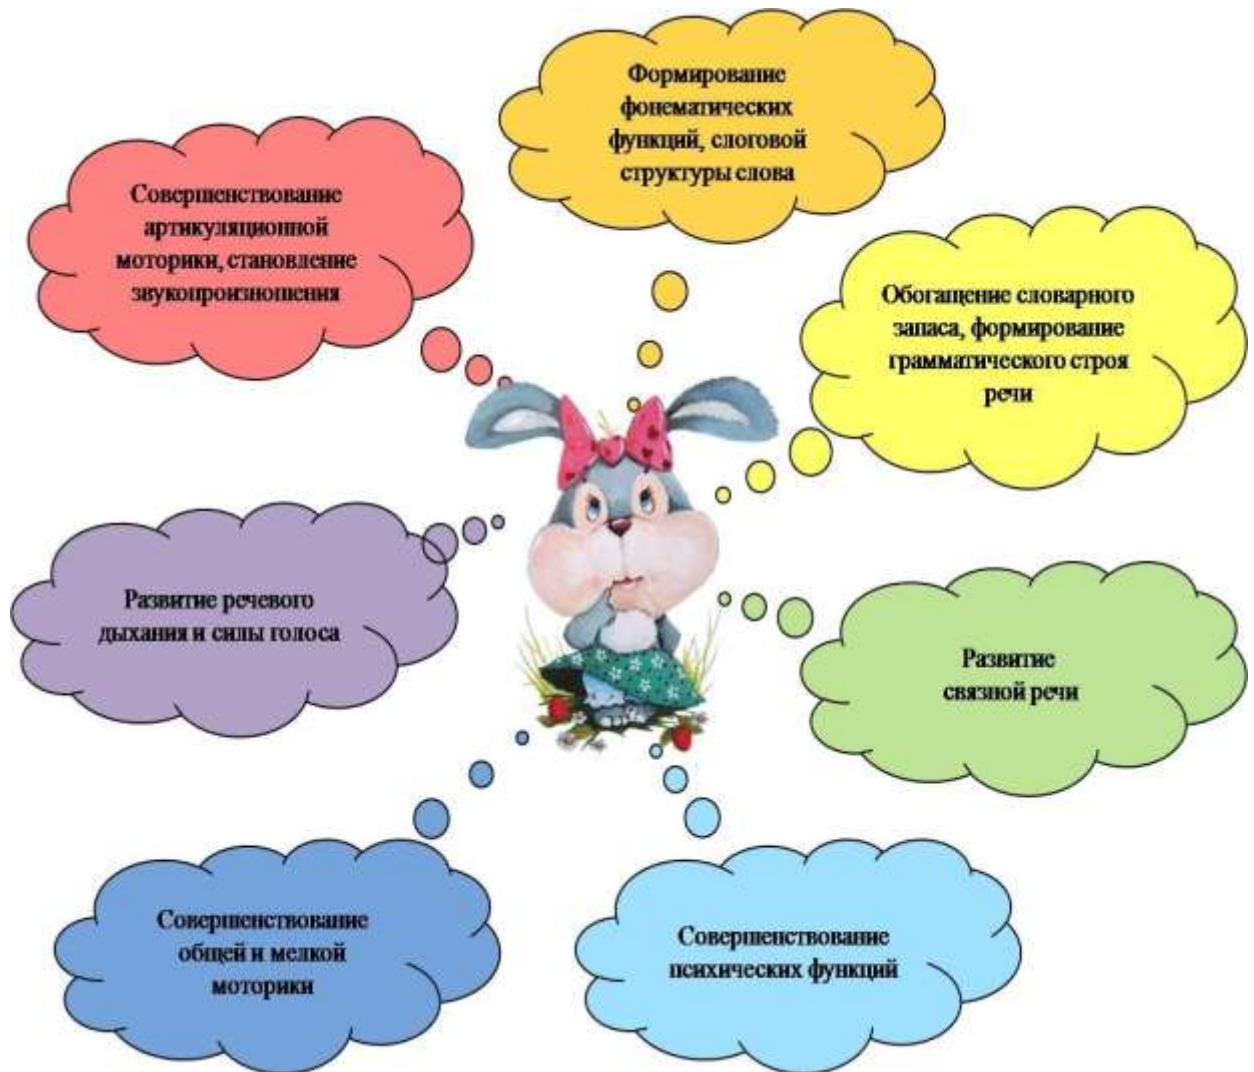 Формирование
фонематических
функций, слоговой
структуры слова
Совершенствование
артикуляционной
моторики, становление
звукопроизношения
Обогащение словарного
запаса, формирование
грамматического строя
речи
Развитие речевого
дыхания и силы голоса
Развитие
связной речи
Совершенствование
общей и мелкой
моторики
Совершенствование
психических функций